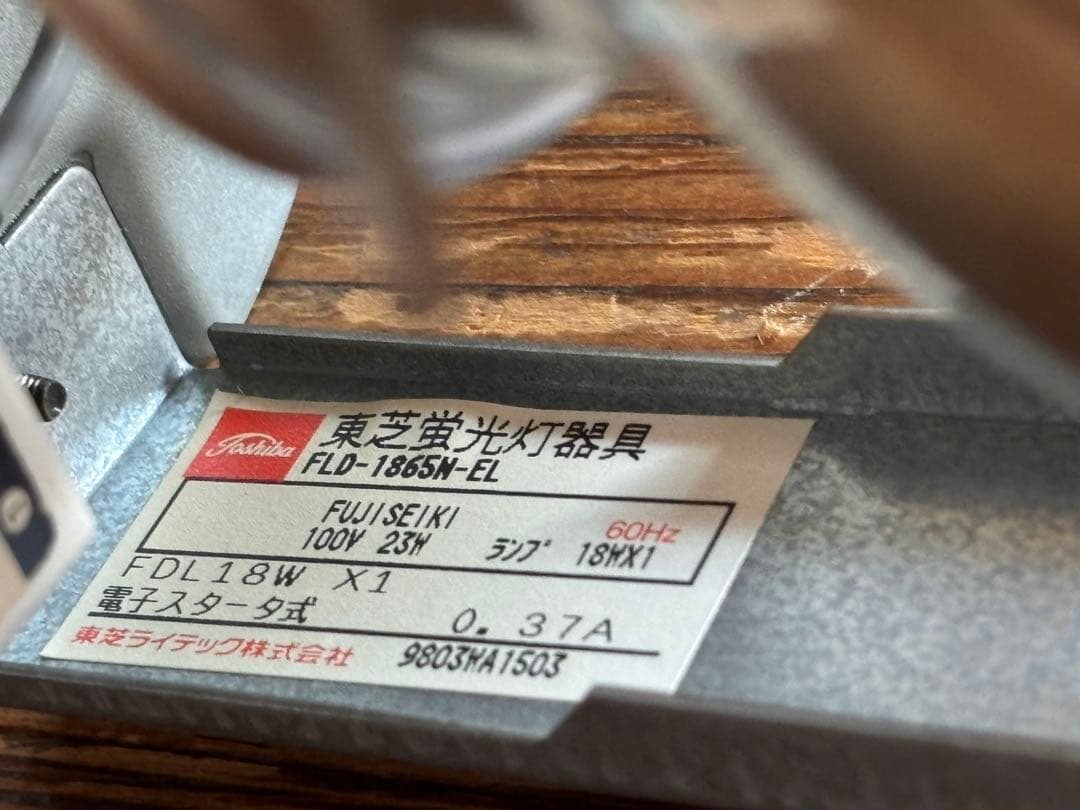 Toshiba
東芝蛍光灯器具
FLD-1865N-EL
FUJISEIKI
60Hz
100V 23W ランプ 18WX1
FDL18W X1
電子スタータ式 0.37A
東芝ライテック株式会社 9803WA1503